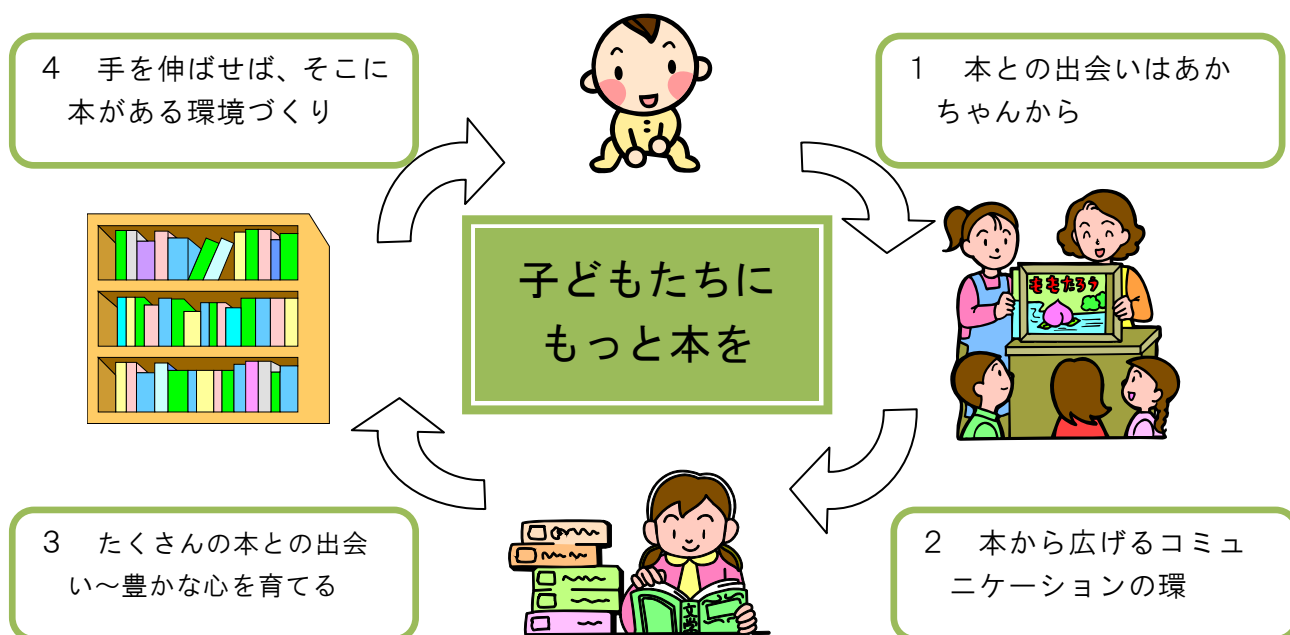 4　手を伸ばせば、そこに
本がある環境づくり
1　本との出会いはあか
ちゃんから
子どもたちに
もっと本を
ももたろう
3　たくさんの本との出会
い～豊かな心を育てる
文学
2　本から広げるコミュ
ニケーションの環